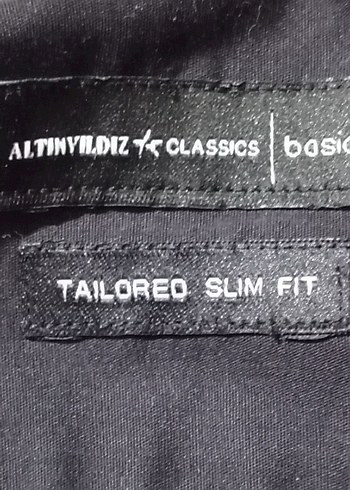 ALTINYILDIZ CLASSICS | basic
TAILORED SLIM FIT